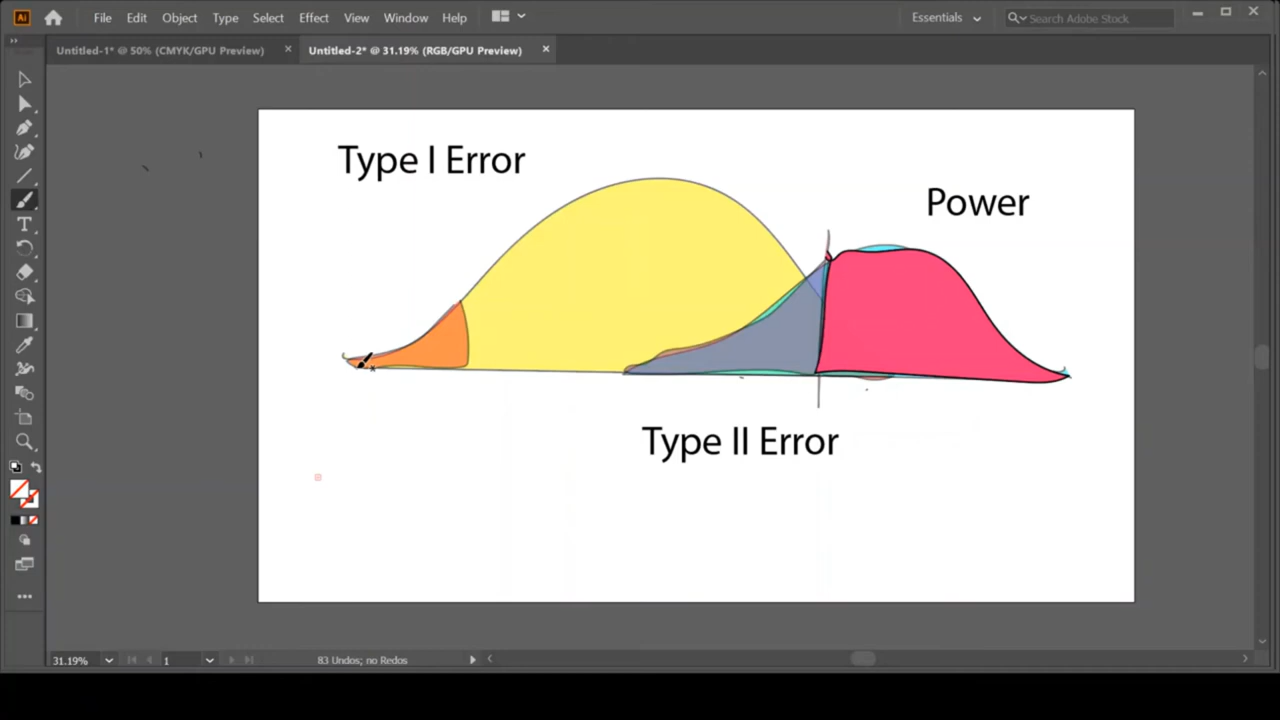 Ai File Edit Object Type Select Effect View Window Help Essentials Search Adobe Stock
Untitled-1* @ 50% (CMYK/GPU Preview) Untitled-2* @ 31.19% (RGB/GPU Preview)
Type I Error
Power
Type II Error
31.19% 1 83 Undos; no Redos